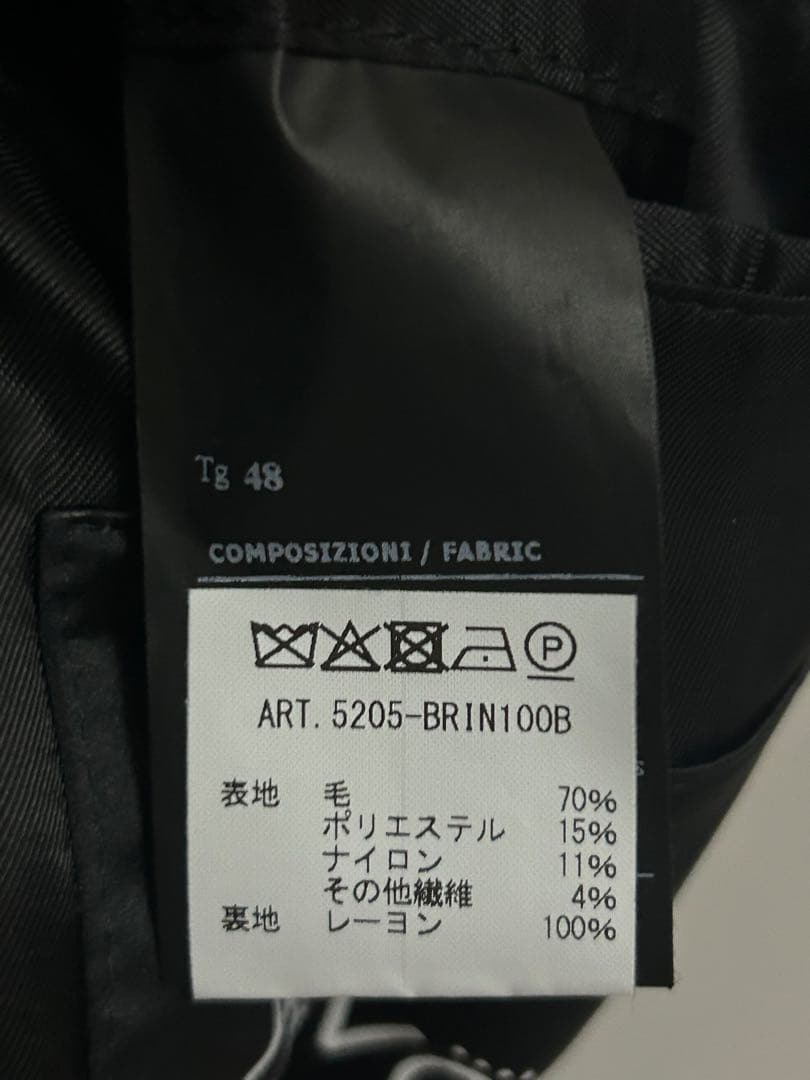 Tg 48
COMPOSIZIONI / FABRIC
P
ART. 5205-BRIN100B
表地 毛 70%
ポリエステル 15%
ナイロン 11%
その他繊維 4%
裏地 レーヨン 100%